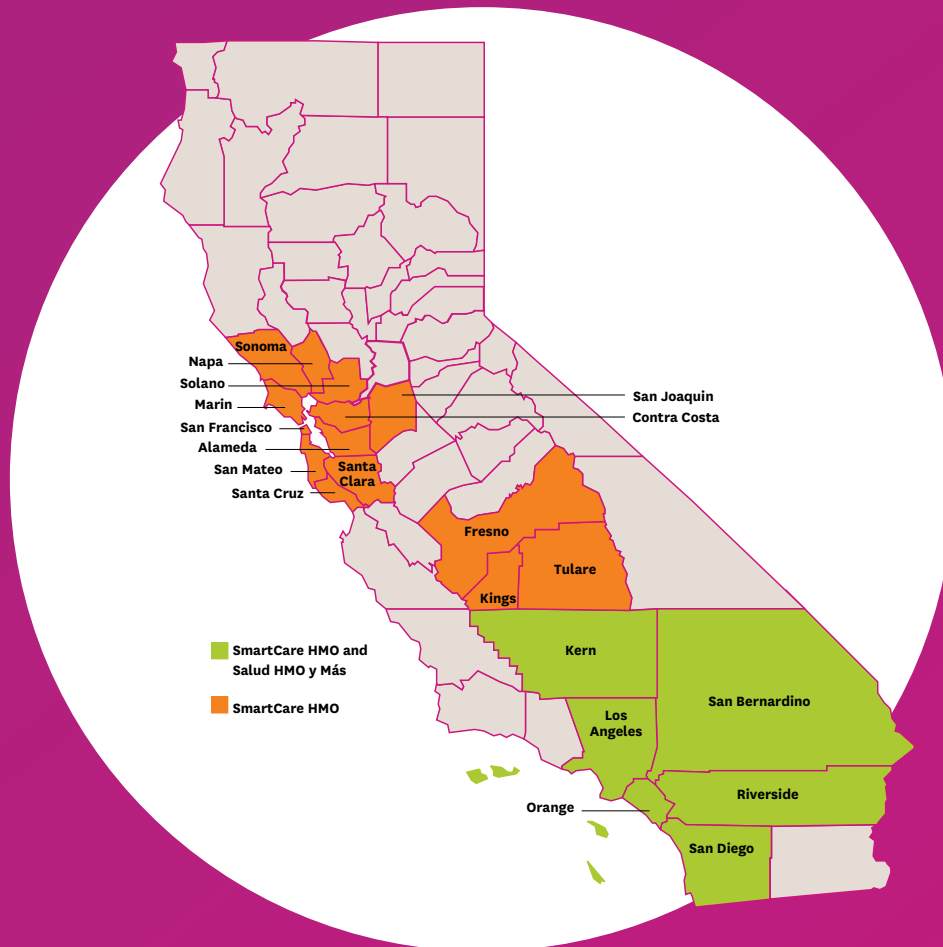 Sonoma
Napa
Solano
Marin
San Francisco
Alameda
San Mateo
Santa Cruz
Santa
Clara
San Joaquin
Contra Costa
Fresno
Tulare
Kings
SmartCare HMO and
Salud HMO y Más
SmartCare HMO
Kern
San Bernardino
Los
Angeles
Orange
Riverside
San Diego